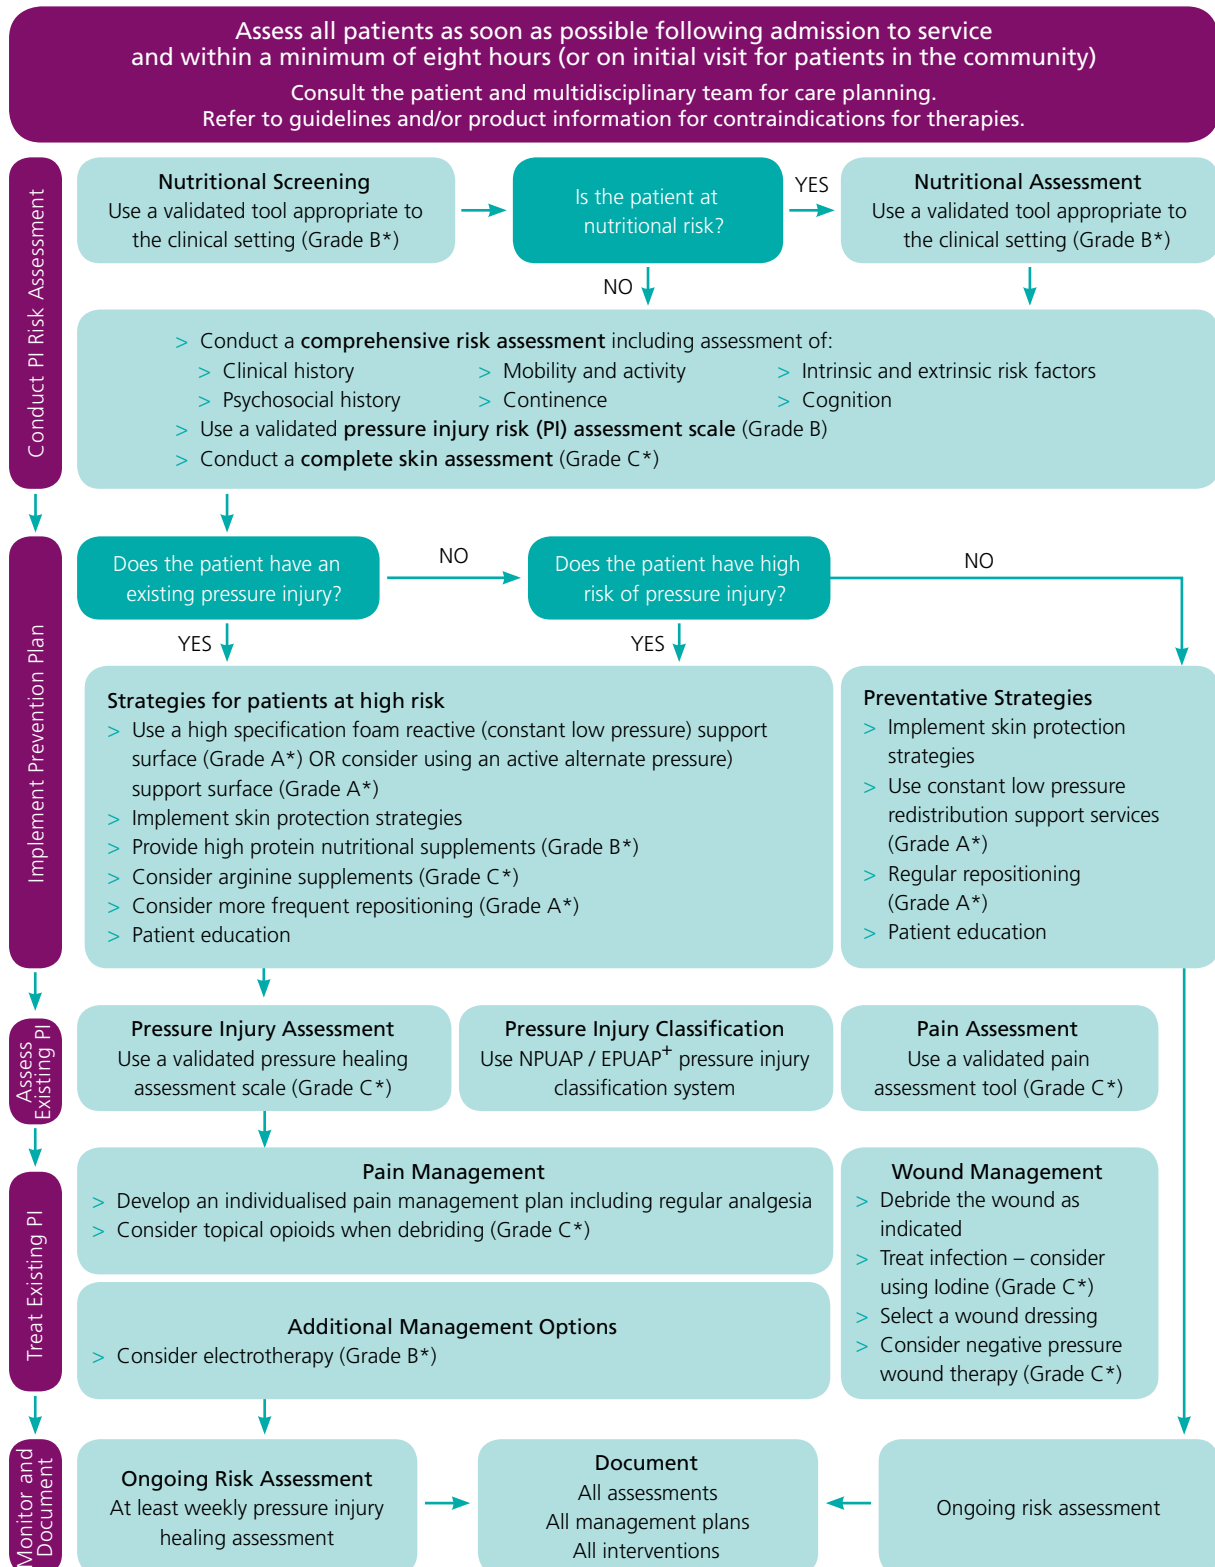 Assess all patients as soon as possible following admission to service
and within a minimum of eight hours (or on initial visit for patients in the community)
Consult the patient and multidisciplinary team for care planning.
Refer to guidelines and/or product information for contraindications for therapies.
Conduct PI Risk Assessment
Nutritional Screening
Use a validated tool appropriate to
the clinical setting (Grade B*)
Is the patient at
nutritional risk?
YES
Nutritional Assessment
Use a validated tool appropriate to
the clinical setting (Grade B*)
NO
> Conduct a comprehensive risk assessment including assessment of:
> Clinical history > Mobility and activity > Intrinsic and extrinsic risk factors
> Psychosocial history > Continence > Cognition
> Use a validated pressure injury risk (PI) assessment scale (Grade B)
> Conduct a complete skin assessment (Grade C*)
Implement Prevention Plan
Does the patient have an
existing pressure injury?
NO
Does the patient have high
risk of pressure injury?
NO
YES
YES
Strategies for patients at high risk
> Use a high specification foam reactive (constant low pressure) support
surface (Grade A*) OR consider using an active alternate pressure)
support surface (Grade A*)
> Implement skin protection strategies
> Provide high protein nutritional supplements (Grade B*)
> Consider arginine supplements (Grade C*)
> Consider more frequent repositioning (Grade A*)
> Patient education
Preventative Strategies
> Implement skin protection
strategies
> Use constant low pressure
redistribution support services
(Grade A*)
> Regular repositioning
(Grade A*)
> Patient education
Assess
Existing PI
Pressure Injury Assessment
Use a validated pressure healing
assessment scale (Grade C*)
Pressure Injury Classification
Use NPUAP / EPUAP+ pressure injury
classification system
Pain Assessment
Use a validated pain
assessment tool (Grade C*)
Treat Existing PI
Pain Management
> Develop an individualised pain management plan including regular analgesia
> Consider topical opioids when debriding (Grade C*)
Additional Management Options
> Consider electrotherapy (Grade B*)
Wound Management
> Debride the wound as
indicated
> Treat infection – consider
using Iodine (Grade C*)
> Select a wound dressing
> Consider negative pressure
wound therapy (Grade C*)
Monitor and
Document
Ongoing Risk Assessment
At least weekly pressure injury
healing assessment
Document
All assessments
All management plans
All interventions
Ongoing risk assessment